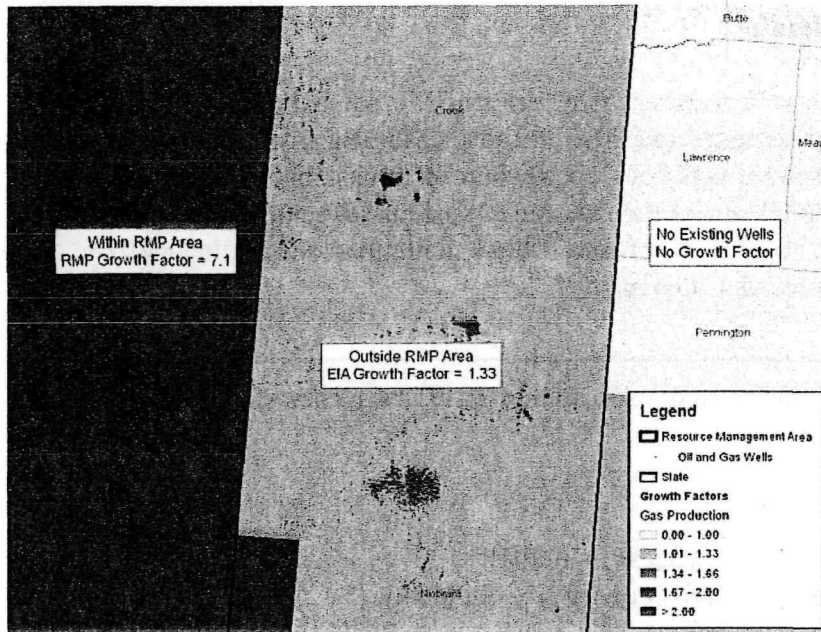 Butte
Crook
Mea
Lawrence
Within RMP Area
RMP Growth Factor = 7.1
No Existing Wells
No Growth Factor
Pennington
Outside RMP Area
EIA Growth Factor = 1.33
Legend
Resource Management Area
Oil and Gas Wells
State
Growth Factors
Gas Production
0.00 - 1.00
1.01 - 1.33
1.34 - 1.66
1.67 - 2.00
> 2.00
Niobrara